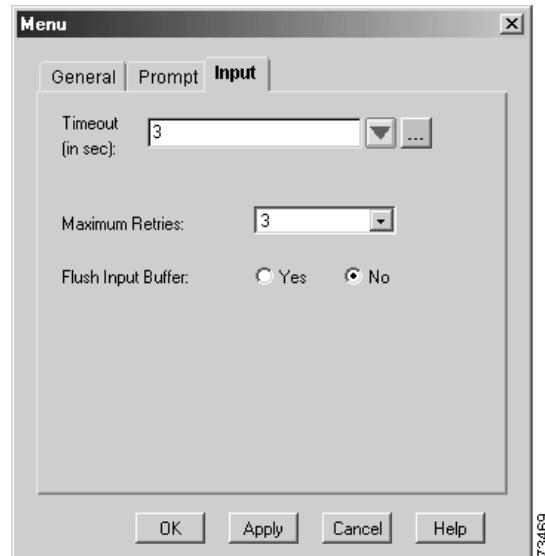 Menu
General Prompt Input
Timeout
(in sec):
3
...
Maximum Retries: 3
Flush Input Buffer: Yes No
OK Apply Cancel Help
73469